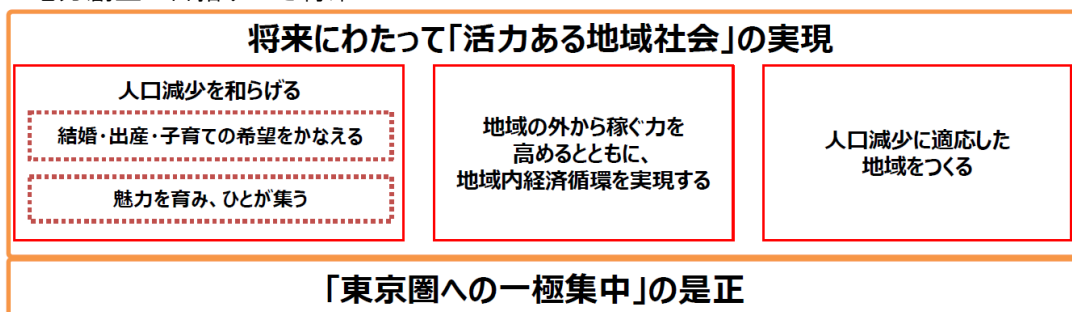 将来にわたって「活力ある地域社会」の実現
人口減少を和らげる
結婚・出産・子育ての希望をかなえる
魅力を育み、ひとが集う
地域の外から稼ぐ力を
高めるとともに、
地域内経済循環を実現する
人口減少に適応した
地域をつくる
「東京圏への一極集中」の是正